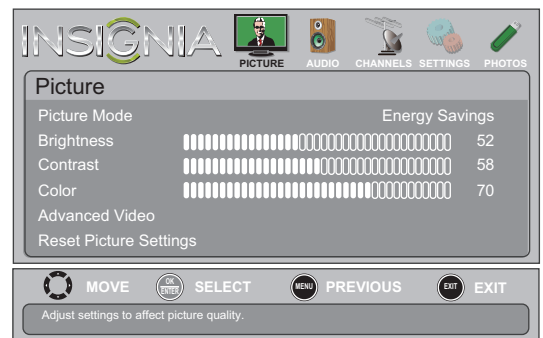 INSIGNIA
PICTURE AUDIO CHANNELS SETTINGS PHOTOS
Picture
Picture Mode Energy Savings
Brightness 52
Contrast 58
Color 70
Advanced Video
Reset Picture Settings
MOVE OK ENTER SELECT MENU PREVIOUS EXIT EXIT
Adjust settings to affect picture quality.